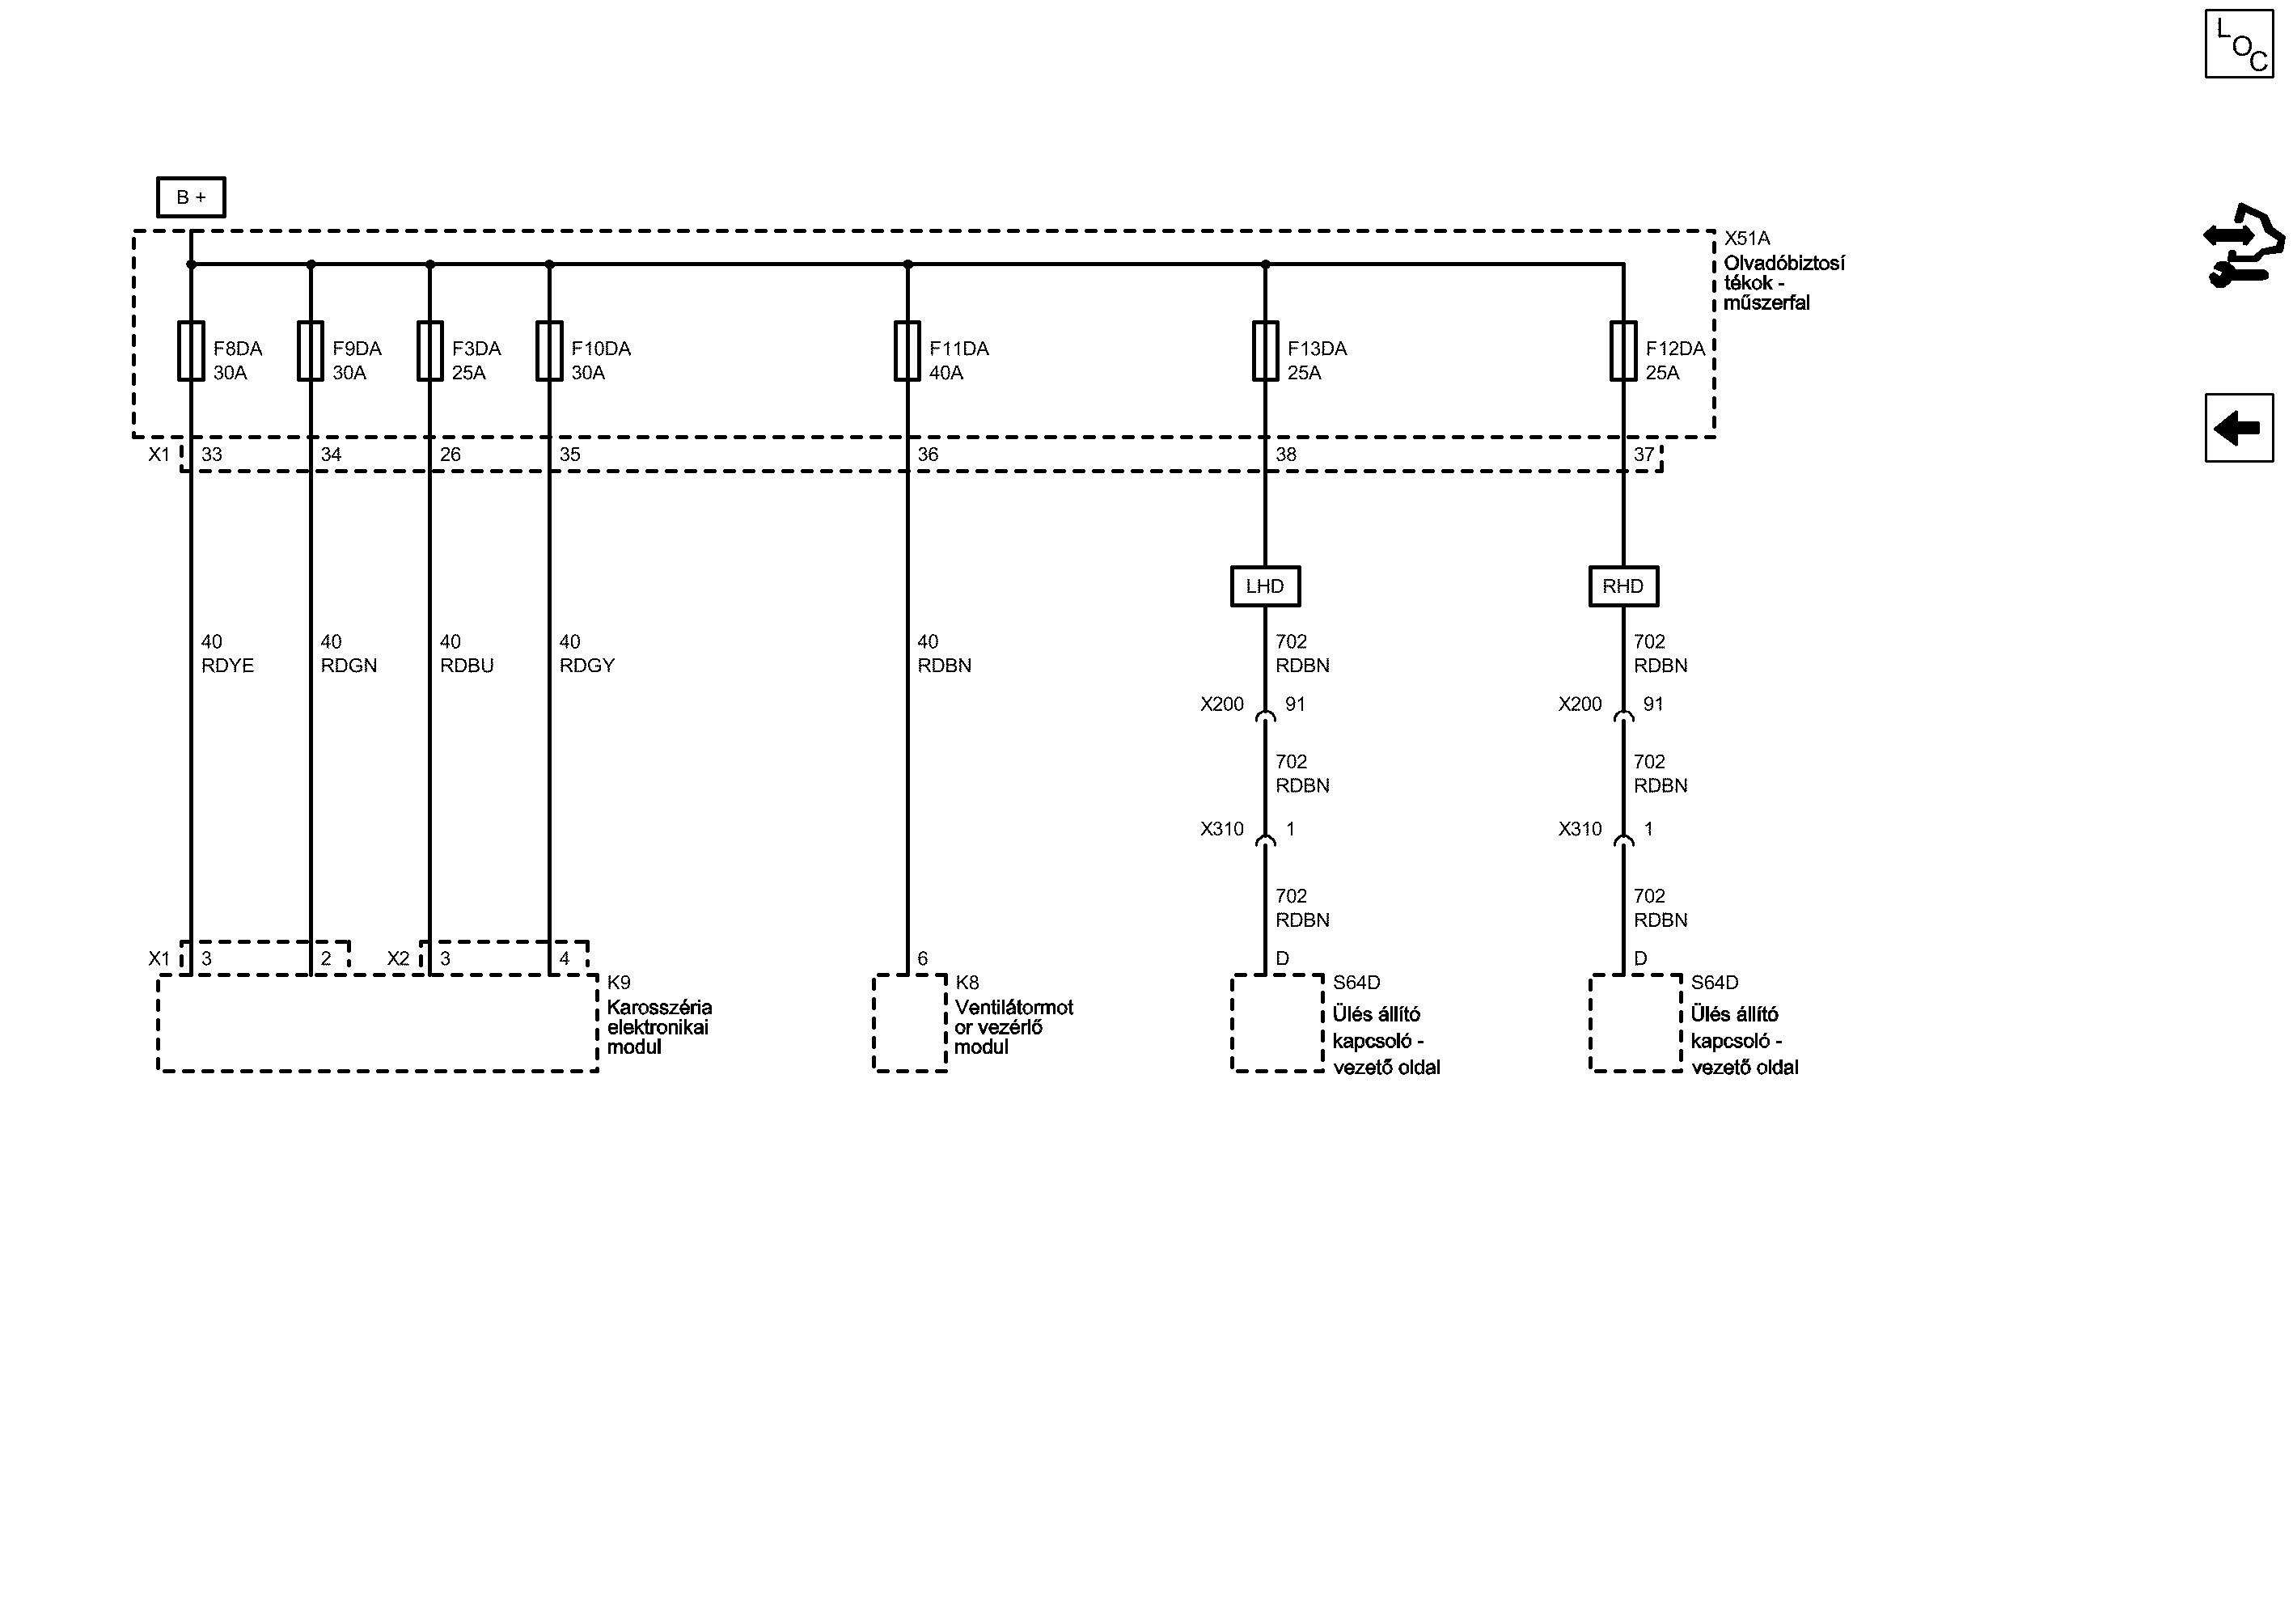 L
O
C
B +
X51A
Olvadóbiztosí
tékok -
műszerfal
F8DA
30A
F9DA
30A
F3DA
25A
F10DA
30A
F11DA
40A
F13DA
25A
F12DA
25A
X1 33 34 26 35 36 38 37
LHD
RHD
40
RDYE
40
RDGN
40
RDBU
40
RDGY
40
RDBN
702
RDBN
702
RDBN
X200 91
X200 91
702
RDBN
702
RDBN
X310 1
X310 1
702
RDBN
702
RDBN
X1 3 2 X2 3 4 6 D D
K9
Karosszéria
elektronikai
modul
K8
Ventilátormot
or vezérlő
modul
S64D
Ülés állító
kapcsoló -
vezető oldal
S64D
Ülés állító
kapcsoló -
vezető oldal